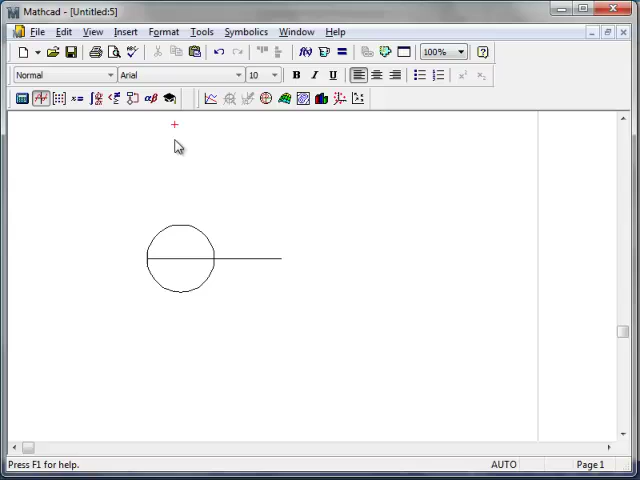 Mathcad - [Untitled:5]
File Edit View Insert Format Tools Symbolics Window Help
100%
Normal Arial 10 B I U
x= αβ
Press F1 for help. AUTO Page 1